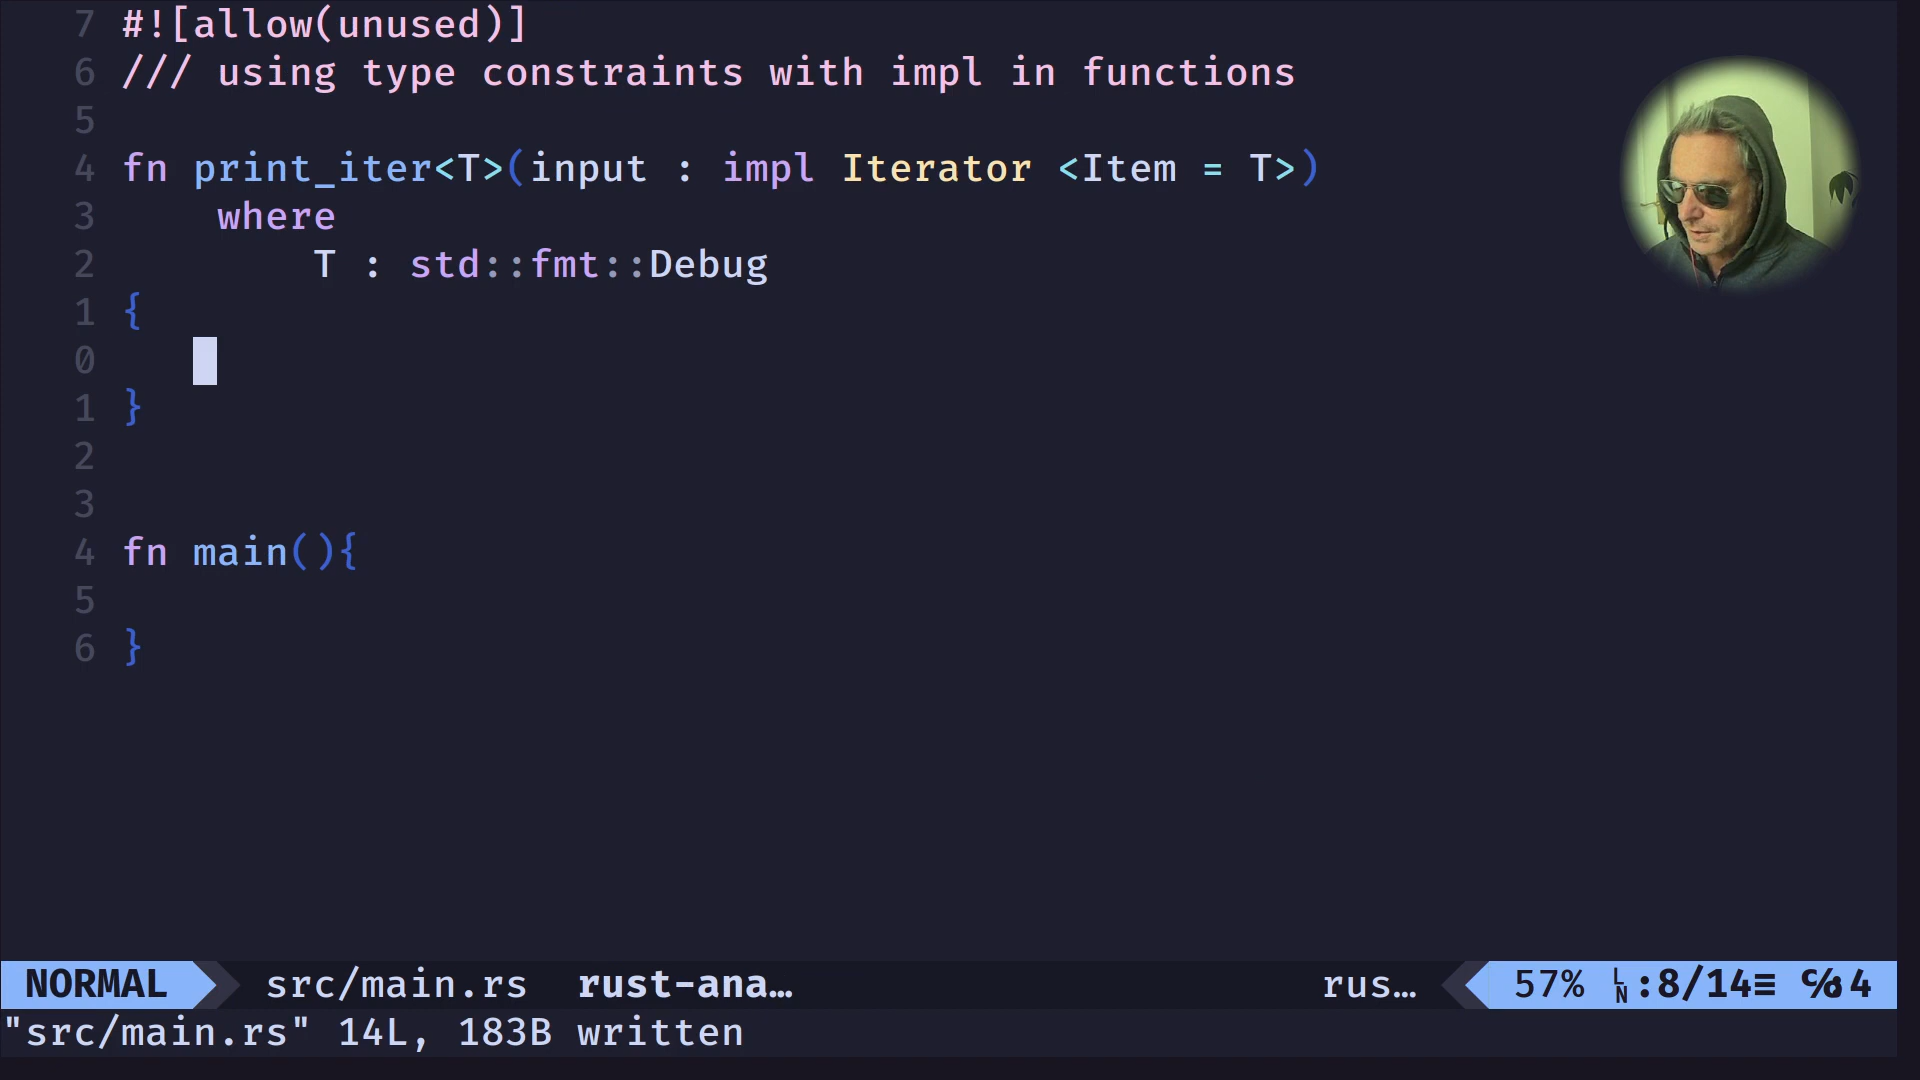 7 #![allow(unused)]
6 /// using type constraints with impl in functions
5
4 fn print_iter<T>(input : impl Iterator <Item = T>)
3     where
2         T : std::fmt::Debug
1 {
0
1 }
2
3
4 fn main(){
5
6 }
NORMAL src/main.rs rust-ana… rus… 57% LN:8/14≡ ℅:4
"src/main.rs" 14L, 183B written